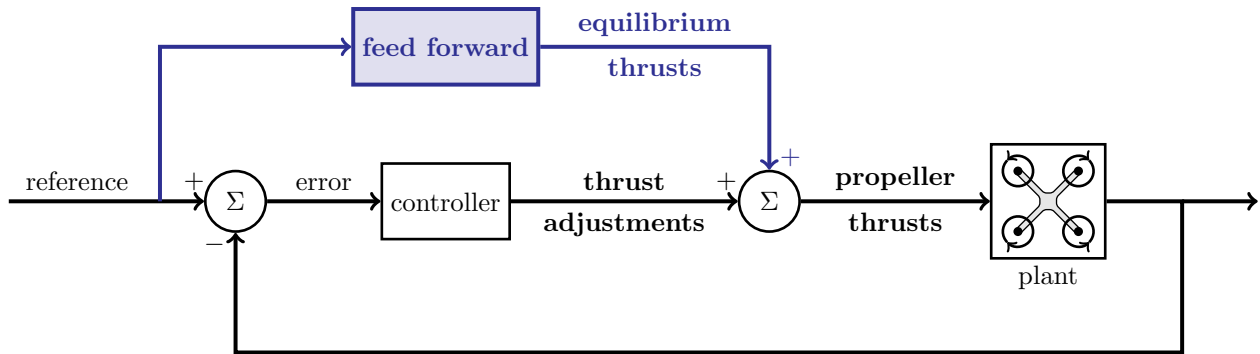 equilibrium
feed forward
thrusts
+
reference
+
Σ
error
controller
thrust
adjustments
+
Σ
propeller
thrusts
−
plant